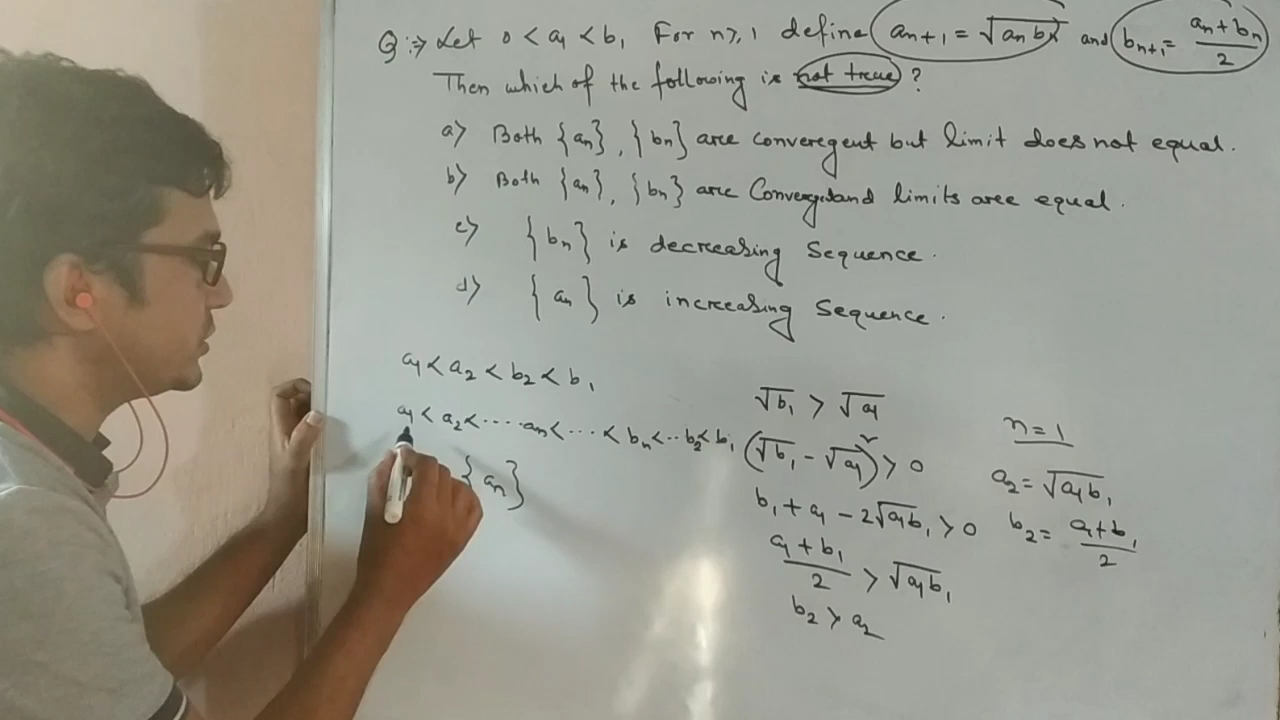 Q:⇒ Let 0 < a₁ < b₁ For n ≥, 1 define aₙ₊₁ = √aₙbₙ and bₙ₊₁ = (aₙ + bₙ)/2
Then which of the following is not true ?
a) Both {aₙ}, {bₙ} are converegent but limit does not equal.
b) Both {aₙ}, {bₙ} are and limits are equal.
c) {bₙ} is decreasing sequence.
d) {aₙ} is increasing sequence.
a₁ < a₂ < b₂ < b₁
a₁ < a₂ < ····· aₙ < ··· < bₙ < ·· b₂ < b₁
{aₙ}
√b₁ > √a₁
(√b₁ - √a₁)² > 0
b₁ + a₁ - 2√a₁b₁ > 0
(a₁ + b₁)/2 > √a₁b₁
b₂ > a₂
n = 1
a₂ = √a₁b₁
b₂ = (a₁ + b₁)/2